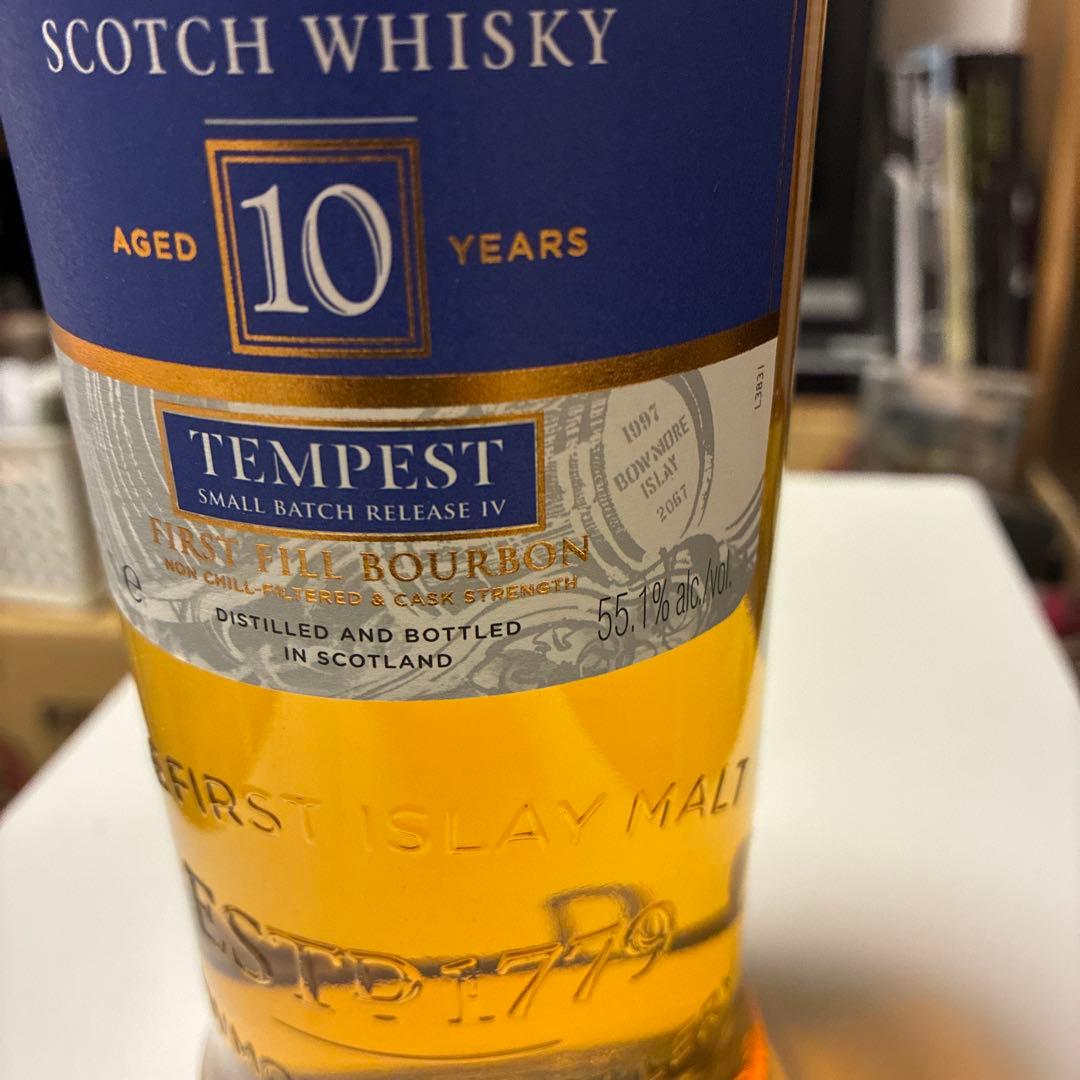 SCOTCH WHISKY
AGED 10 YEARS
L3831
1997
BOWMORE
ISLAY
2067
TEMPEST
SMALL BATCH RELEASE IV
FIRST FILL BOURBON
NON CHILL-FILTERED & CASK STRENGTH
e
DISTILLED AND BOTTLED
IN SCOTLAND
55.1% alc./vol.
FIRST ISLAY MALT
ESTD 1779